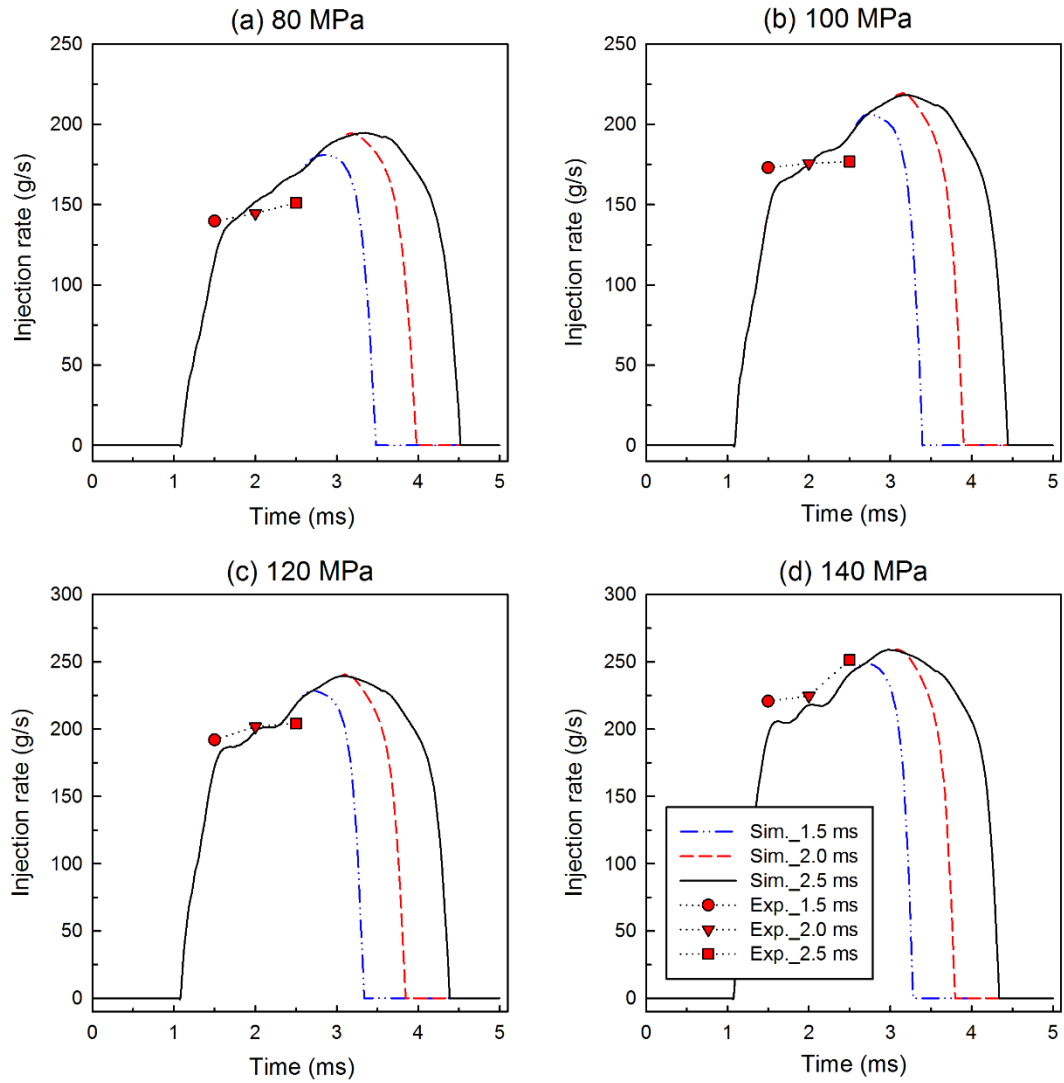 (a) 80 MPa
250
200
150
100
50
0
Injection rate (g/s)
0 1 2 3 4 5
Time (ms)
(b) 100 MPa
250
200
150
100
50
0
Injection rate (g/s)
0 1 2 3 4 5
Time (ms)
(c) 120 MPa
300
250
200
150
100
50
0
Injection rate (g/s)
0 1 2 3 4 5
Time (ms)
(d) 140 MPa
300
250
200
150
100
50
0
Injection rate (g/s)
Sim._1.5 ms
Sim._2.0 ms
Sim._2.5 ms
Exp._1.5 ms
Exp._2.0 ms
Exp._2.5 ms
0 1 2 3 4 5
Time (ms)